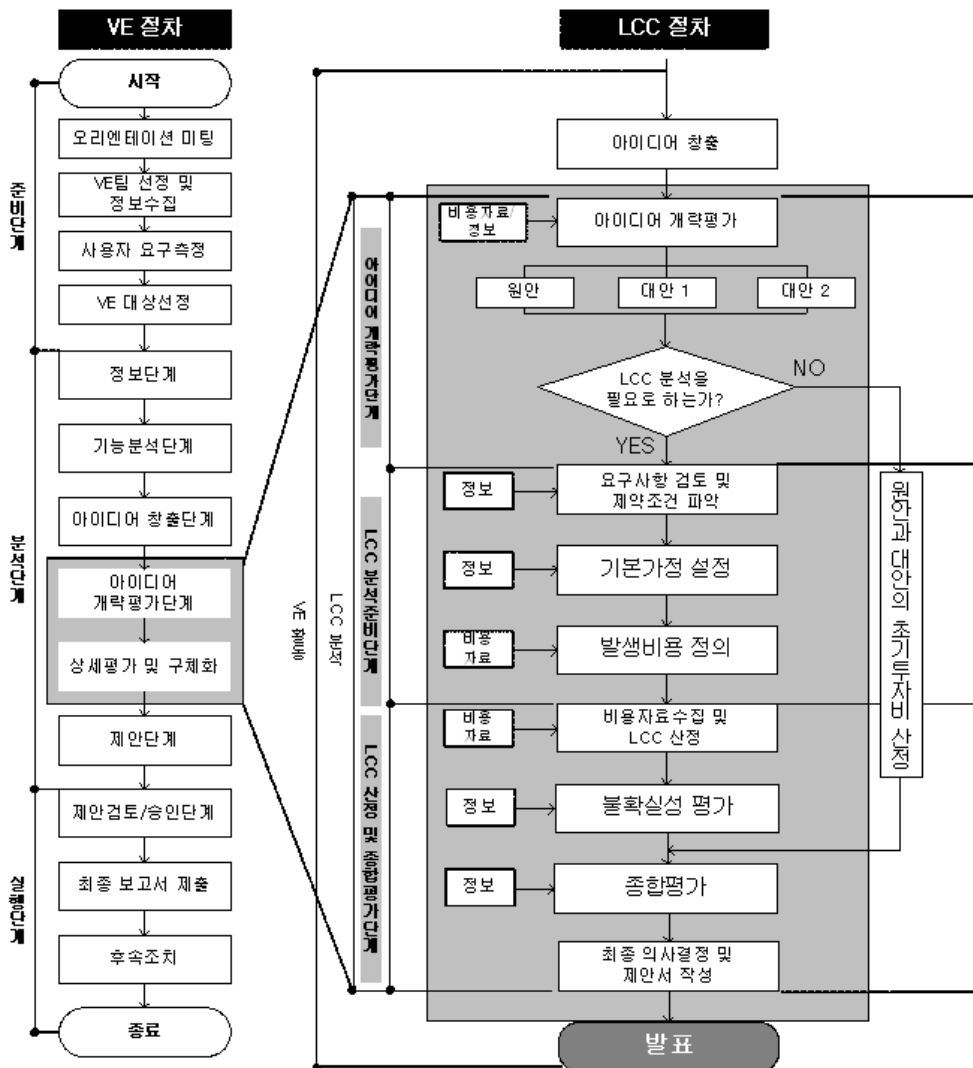 VE 절차
시작
오리엔테이션 미팅
VE팀 선정 및
정보수집
사용자 요구측정
VE 대상선정
정보단계
기능분석단계
아이디어 창출단계
아이디어
개략평가단계
상세평가 및 구체화
제안단계
제안검토/승인단계
최종 보고서 제출
후속조치
종료
준비단계
분석단계
실행단계
VE 활동
LCC 분석
아이디어 개략평가단계
LCC 분석준비단계
LCC 산정 및 종합평가단계
LCC 절차
아이디어 창출
비용자료/
정보
아이디어 개략평가
원안
대안 1
대안 2
LCC 분석을
필요로 하는가?
NO
YES
정보
요구사항 검토 및
제약조건 파악
정보
기본가정 설정
비용
자료
발생비용 정의
비용
자료
비용자료수집 및
LCC 산정
정보
불확실성 평가
정보
종합평가
최종 의사결정 및
제안서 작성
발표
원안과 대안의 초기투자비 산정